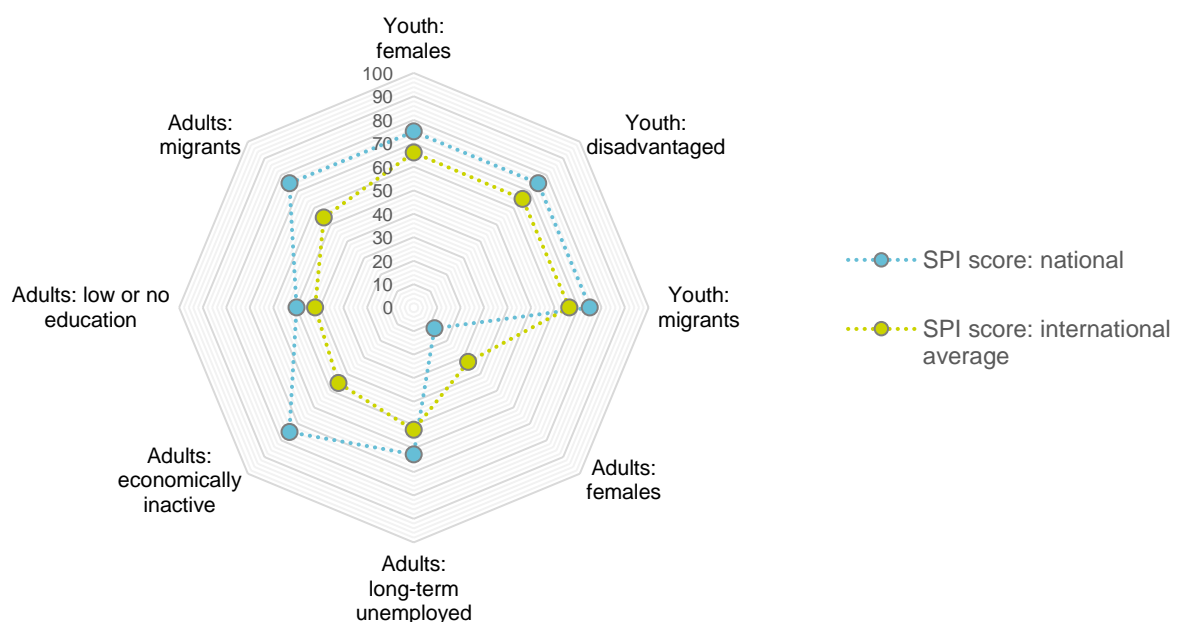 Youth:
females
100
90
80
70
60
50
40
30
20
10
0
Youth:
disadvantaged
Youth:
migrants
Adults:
females
Adults:
long-term
unemployed
Adults:
economically
inactive
Adults: low or no
education
Adults:
migrants
SPI score: national
SPI score: international
average